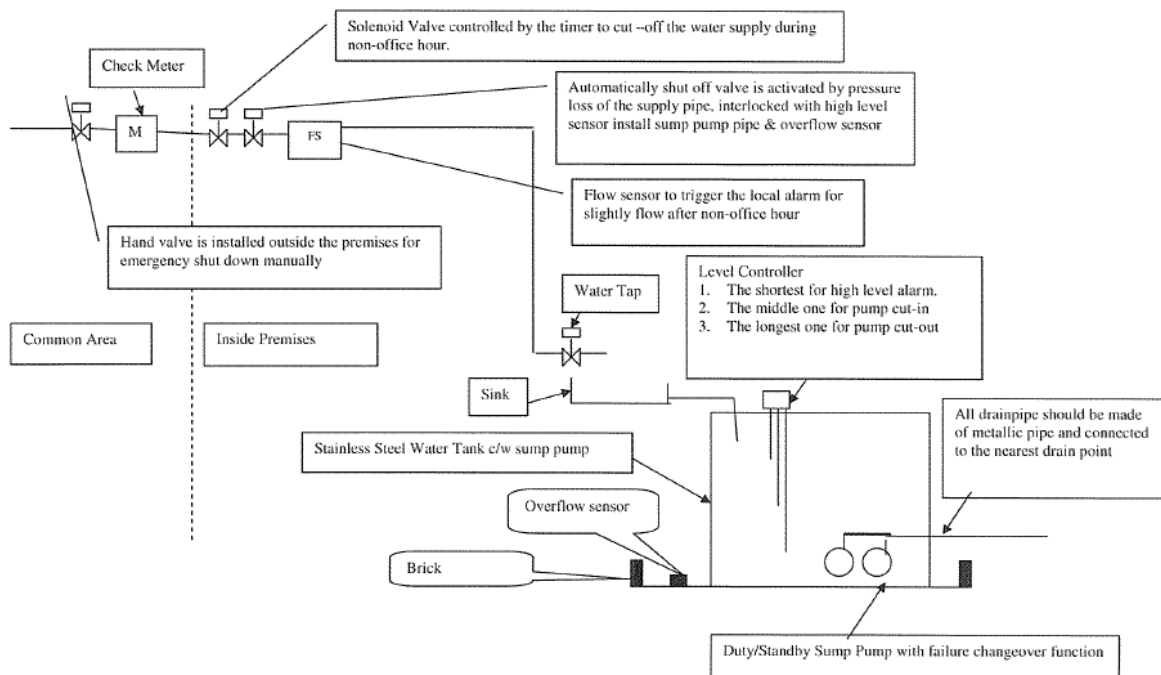 Solenoid Valve controlled by the timer to cut –off the water supply during
non-office hour.
Check Meter
Automatically shut off valve is activated by pressure
loss of the supply pipe, interlocked with high level
sensor install sump pump pipe & overflow sensor
M
FS
Flow sensor to trigger the local alarm for
slightly flow after non-office hour
Hand valve is installed outside the premises for
emergency shut down manually
Level Controller
1. The shortest for high level alarm.
2. The middle one for pump cut-in
3. The longest one for pump cut-out
Water Tap
Common Area
Inside Premises
Sink
All drainpipe should be made
of metallic pipe and connected
to the nearest drain point
Stainless Steel Water Tank c/w sump pump
Overflow sensor
Brick
Duty/Standby Sump Pump with failure changeover function